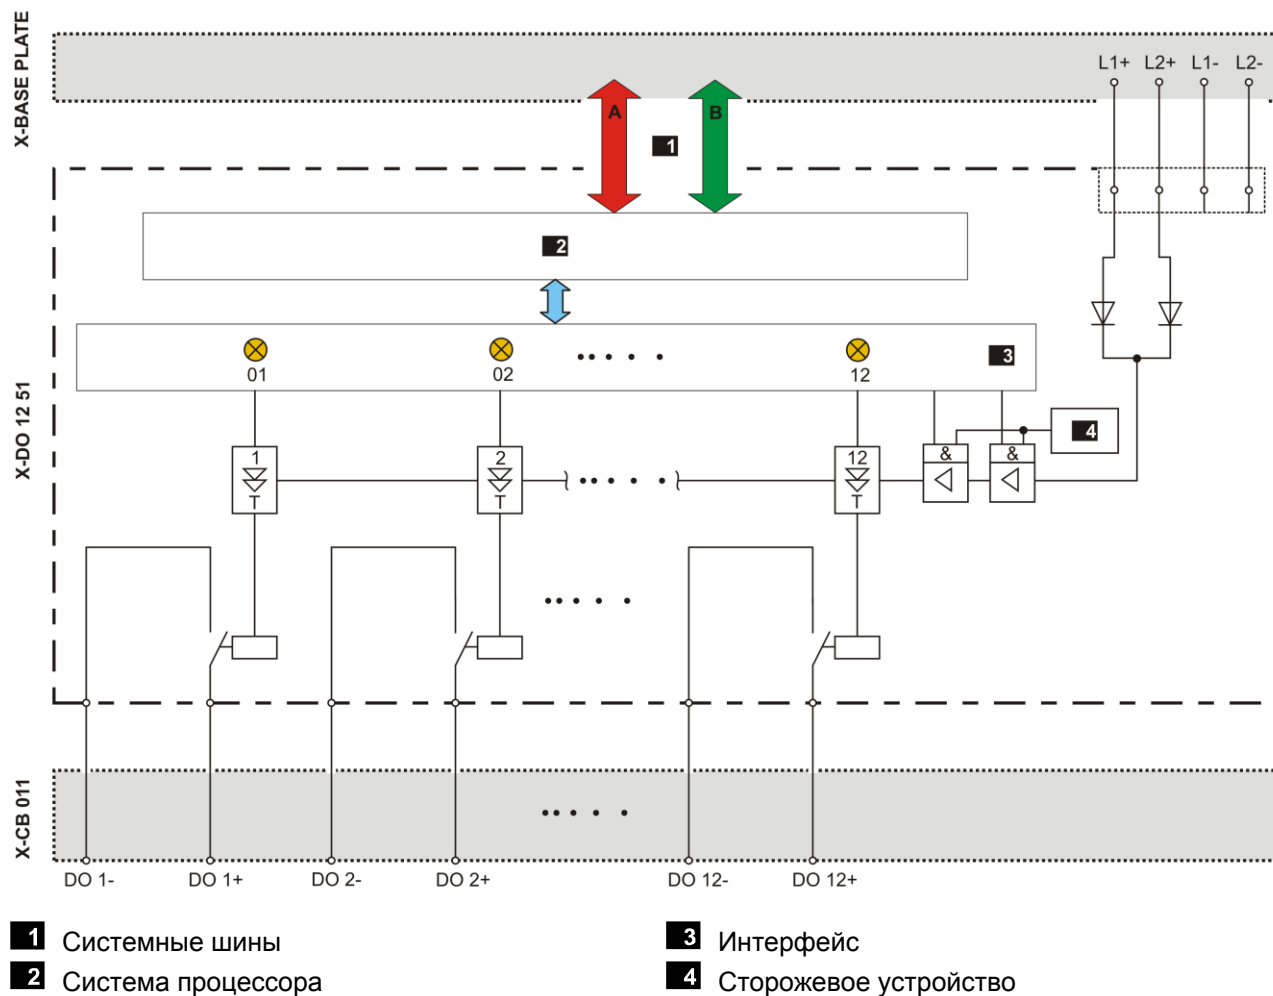 X-BASE PLATE
L1+ L2+ L1- L2-
A B
1
2
X-DO 12 51
01 02 12
3
4
1 2 12 & &
T T T
X-CB 011
DO 1- DO 1+ DO 2- DO 2+ DO 12- DO 12+
1 Системные шины
3 Интерфейс
2 Система процессора
4 Сторожевое устройство